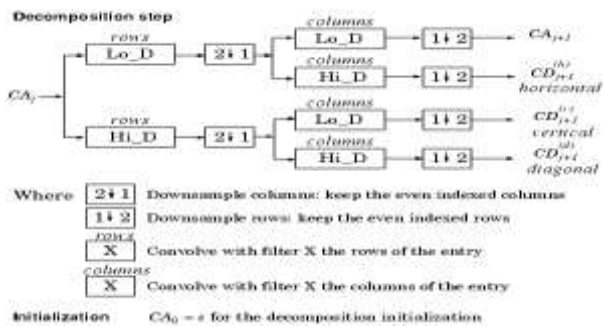 Decomposition step
columns
rows
Lo_D
1↓2
CA_{j+1}
Lo_D
2↓1
columns
Hi_D
1↓2
CD_{j+1}^{(h)}
horizontal
CA_j
columns
rows
Lo_D
1↓2
CD_{j+1}^{(v)}
vertical
Hi_D
2↓1
columns
Hi_D
1↓2
CD_{j+1}^{(d)}
diagonal
Where 2↓1 Downsample columns: keep the even indexed columns
1↓2 Downsample rows: keep the even indexed rows
rows
X Convolve with filter X the rows of the entry
columns
X Convolve with filter X the columns of the entry
Initialization CA_0 = s for the decomposition initialization